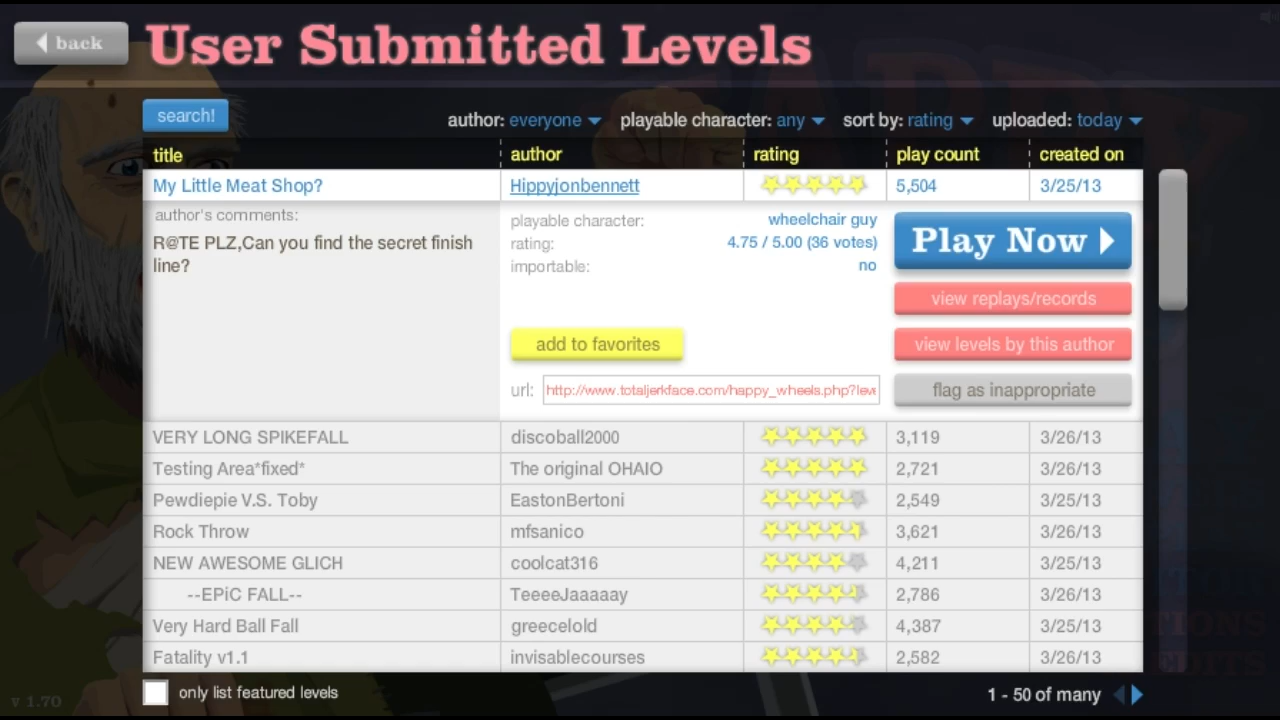 back
User Submitted Levels
search!
author: everyone playable character: any sort by: rating uploaded: today
title author rating play count created on
My Little Meat Shop? Hippyjonbennett 5,504 3/25/13
author's comments:
R@TE PLZ,Can you find the secret finish
line?
playable character: wheelchair guy
rating: 4.75 / 5.00 (36 votes)
importable: no
add to favorites
url: http://www.totaljerkface.com/happy_wheels.php?leve
Play Now
view replays/records
view levels by this author
flag as inappropriate
VERY LONG SPIKEFALL discoball2000 3,119 3/26/13
Testing Area*fixed* The original OHAIO 2,721 3/26/13
Pewdiepie V.S. Toby EastonBertoni 2,549 3/25/13
Rock Throw mfsanico 3,621 3/26/13
NEW AWESOME GLICH coolcat316 4,211 3/25/13
--EPiC FALL-- TeeeeJaaaaay 2,786 3/26/13
Very Hard Ball Fall greecelold 4,387 3/25/13
Fatality v1.1 invisablecourses 2,582 3/26/13
only list featured levels
1 - 50 of many
v 1.70